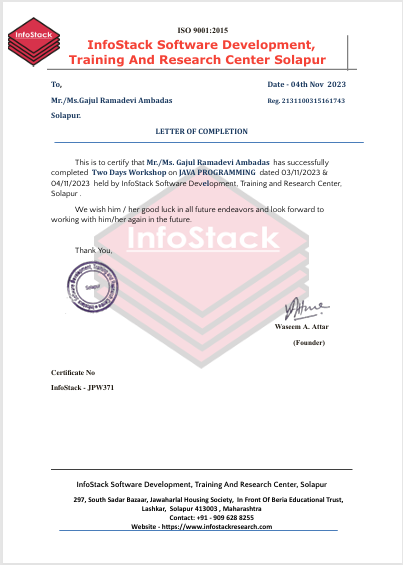 ISO 9001:2015
InfoStack
InfoStack Software Development,
Training And Research Center Solapur
To,
Date - 04th Nov 2023
Mr./Ms.Gajul Ramadevi Ambadas
Reg. 2131100315161743
Solapur.
LETTER OF COMPLETION
This is to certify that Mr./Ms. Gajul Ramadevi Ambadas has successfully
completed Two Days Workshop on JAVA PROGRAMMING dated 03/11/2023 &
04/11/2023 held by InfoStack Software Development, Training and Research Center,
Solapur .
We wish him / her good luck in all future endeavors and look forward to
working with him/her again in the future.
InfoStack
Thank You,
Solapur
Waseem A. Attar
(Founder)
Certificate No
InfoStack - JPW371
InfoStack Software Development, Training And Research Center, Solapur
297, South Sadar Bazaar, Jawaharlal Housing Society, In Front Of Beria Educational Trust,
Lashkar, Solapur 413003 , Maharashtra
Contact: +91 - 909 628 8255
Website - https://www.infostackresearch.com